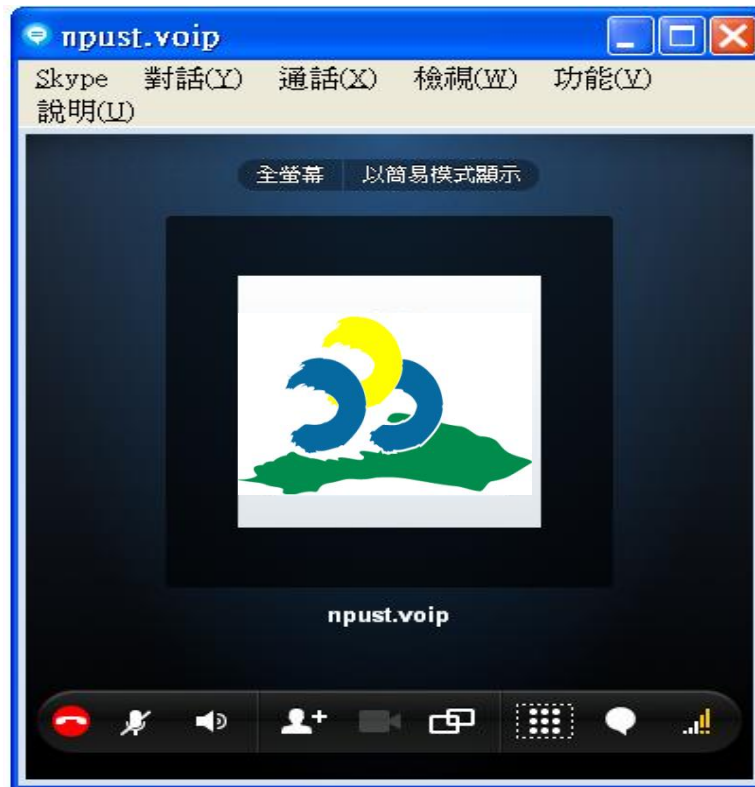 npust.voip
Skype 對話(Y) 通話(X) 檢視(W) 功能(V)
說明(U)
全螢幕 以簡易模式顯示
npust.voip